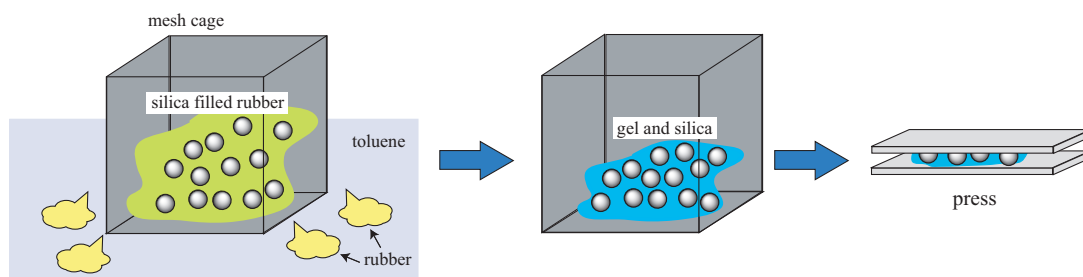 mesh cage
silica filled rubber
toluene
rubber
gel and silica
press